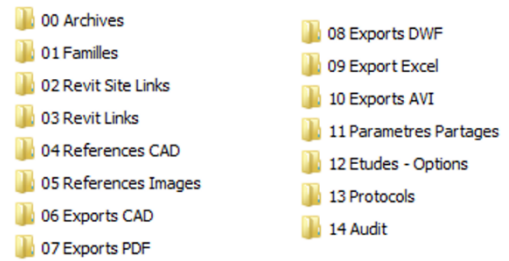 00 Archives
01 Familles
02 Revit Site Links
03 Revit Links
04 References CAD
05 References Images
06 Exports CAD
07 Exports PDF
08 Exports DWF
09 Export Excel
10 Exports AVI
11 Parametres Partages
12 Etudes - Options
13 Protocols
14 Audit